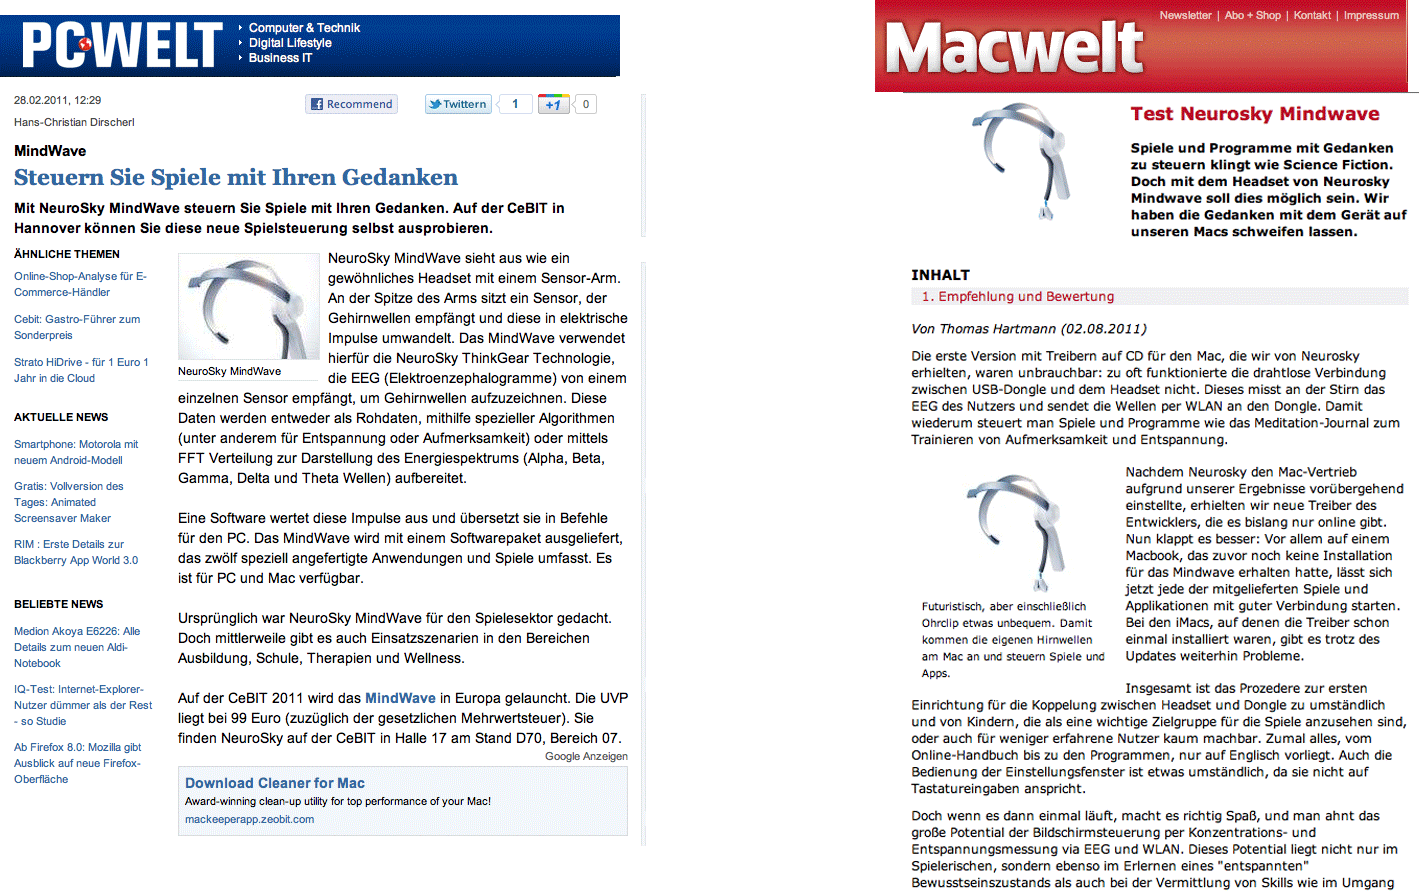 PCWELT
Computer & Technik
Digital Lifestyle
Business IT
28.02.2011, 12:29
Hans-Christian Dirscherl
Recommend
Twittern
1
+1
0
MindWave
Steuern Sie Spiele mit Ihren Gedanken
Mit NeuroSky MindWave steuern Sie Spiele mit Ihren Gedanken. Auf der CeBIT in
Hannover können Sie diese neue Spielsteuerung selbst ausprobieren.
ÄHNLICHE THEMEN
Online-Shop-Analyse für E-
Commerce-Händler
Cebit: Gastro-Führer zum
Sonderpreis
Strato HiDrive - für 1 Euro 1
Jahr in die Cloud
AKTUELLE NEWS
Smartphone: Motorola mit
neuem Android-Modell
Gratis: Vollversion des
Tages: Animated
Screensaver Maker
RIM : Erste Details zur
Blackberry App World 3.0
BELIEBTE NEWS
Medion Akoya E6226: Alle
Details zum neuen Aldi-
Notebook
IQ-Test: Internet-Explorer-
Nutzer dümmer als der Rest
- so Studie
Ab Firefox 8.0: Mozilla gibt
Ausblick auf neue Firefox-
Oberfläche
NeuroSky MindWave
NeuroSky MindWave sieht aus wie ein
gewöhnliches Headset mit einem Sensor-Arm.
An der Spitze des Arms sitzt ein Sensor, der
Gehirnwellen empfängt und diese in elektrische
Impulse umwandelt. Das MindWave verwendet
hierfür die NeuroSky ThinkGear Technologie,
die EEG (Elektroenzephalogramme) von einem
einzelnen Sensor empfängt, um Gehirnwellen aufzuzeichnen. Diese
Daten werden entweder als Rohdaten, mithilfe spezieller Algorithmen
(unter anderem für Entspannung oder Aufmerksamkeit) oder mittels
FFT Verteilung zur Darstellung des Energiespektrums (Alpha, Beta,
Gamma, Delta und Theta Wellen) aufbereitet.
Eine Software wertet diese Impulse aus und übersetzt sie in Befehle
für den PC. Das MindWave wird mit einem Softwarepaket ausgeliefert,
das zwölf speziell angefertigte Anwendungen und Spiele umfasst. Es
ist für PC und Mac verfügbar.
Ursprünglich war NeuroSky MindWave für den Spielesektor gedacht.
Doch mittlerweile gibt es auch Einsatzszenarien in den Bereichen
Ausbildung, Schule, Therapien und Wellness.
Auf der CeBIT 2011 wird das MindWave in Europa gelauncht. Die UVP
liegt bei 99 Euro (zuzüglich der gesetzlichen Mehrwertsteuer). Sie
finden NeuroSky auf der CeBIT in Halle 17 am Stand D70, Bereich 07.
Google Anzeigen
Download Cleaner for Mac
Award-winning clean-up utility for top performance of your Mac!
mackeeperapp.zeobit.com
Newsletter | Abo + Shop | Kontakt | Impressum
Macwelt
Test Neurosky Mindwave
Spiele und Programme mit Gedanken
zu steuern klingt wie Science Fiction.
Doch mit dem Headset von Neurosky
Mindwave soll dies möglich sein. Wir
haben die Gedanken mit dem Gerät auf
unseren Macs schweifen lassen.
INHALT
1. Empfehlung und Bewertung
Von Thomas Hartmann (02.08.2011)
Die erste Version mit Treibern auf CD für den Mac, die wir von Neurosky
erhielten, waren unbrauchbar: zu oft funktionierte die drahtlose Verbindung
zwischen USB-Dongle und dem Headset nicht. Dieses misst an der Stirn das
EEG des Nutzers und sendet die Wellen per WLAN an den Dongle. Damit
wiederum steuert man Spiele und Programme wie das Meditation-Journal zum
Trainieren von Aufmerksamkeit und Entspannung.
Futuristisch, aber einschließlich
Ohrclip etwas unbequem. Damit
kommen die eigenen Hirnwellen
am Mac an und steuern Spiele und
Apps.
Nachdem Neurosky den Mac-Vertrieb
aufgrund unserer Ergebnisse vorübergehend
einstellte, erhielten wir neue Treiber des
Entwicklers, die es bislang nur online gibt.
Nun klappt es besser: Vor allem auf einem
Macbook, das zuvor noch keine Installation
für das Mindwave erhalten hatte, lässt sich
jetzt jede der mitgelieferten Spiele und
Applikationen mit guter Verbindung starten.
Bei den iMacs, auf denen die Treiber schon
einmal installiert waren, gibt es trotz des
Updates weiterhin Probleme.
Insgesamt ist das Prozedere zur ersten
Einrichtung für die Koppelung zwischen Headset und Dongle zu umständlich
und von Kindern, die als eine wichtige Zielgruppe für die Spiele anzusehen sind,
oder auch für weniger erfahrene Nutzer kaum machbar. Zumal alles, vom
Online-Handbuch bis zu den Programmen, nur auf Englisch vorliegt. Auch die
Bedienung der Einstellungsfenster ist etwas umständlich, da sie nicht auf
Tastatureingaben anspricht.
Doch wenn es dann einmal läuft, macht es richtig Spaß, und man ahnt das
große Potential der Bildschirmsteuerung per Konzentrations- und
Entspannungsmessung via EEG und WLAN. Dieses Potential liegt nicht nur im
Spielerischen, sondern ebenso im Erlernen eines "entspannten"
Bewusstseinszustands als auch bei der Vermittlung von Skills wie im Umgang